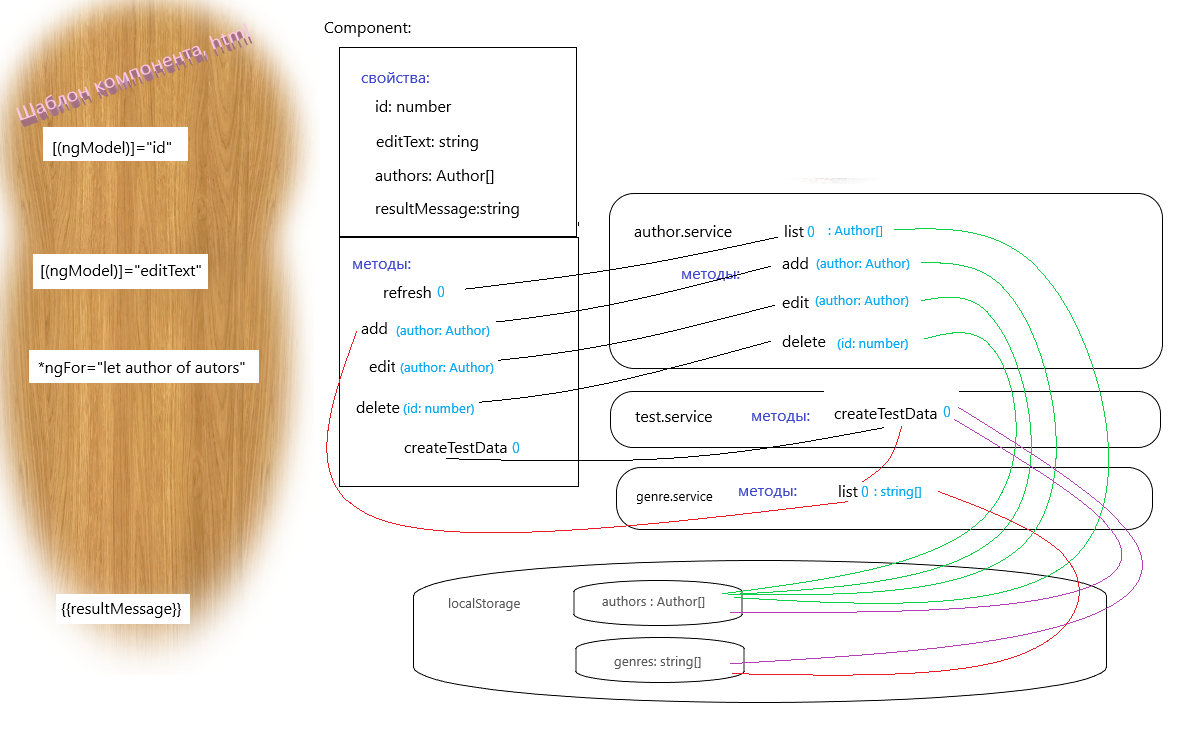 Шаблон компонента, html
[(ngModel)]="id"
[(ngModel)]="editText"
*ngFor="let author of autors"
{{resultMessage}}
Component:
свойства:
id: number
editText: string
authors: Author[]
resultMessage:string
методы:
refresh ()
add (author: Author)
edit (author: Author)
delete (id: number)
createTestData ()
author.service
методы:
list () : Author[]
add (author: Author)
edit (author: Author)
delete (id: number)
test.service методы: createTestData ()
genre.service методы: list () : string[]
localStorage
authors : Author[]
genres: string[]